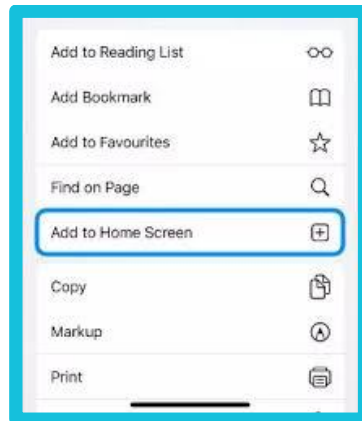 Add to Reading List
Add Bookmark
Add to Favourites
Find on Page
Add to Home Screen
Copy
Markup
Print